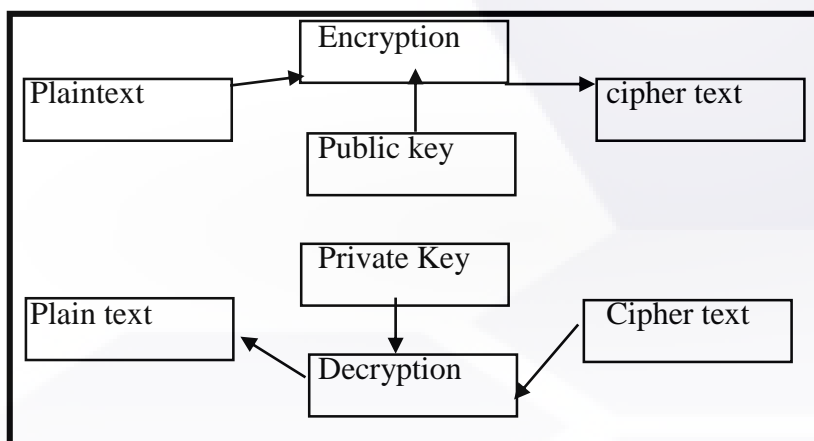 Encryption
Plaintext
cipher text
Public key
Private Key
Plain text
Cipher text
Decryption